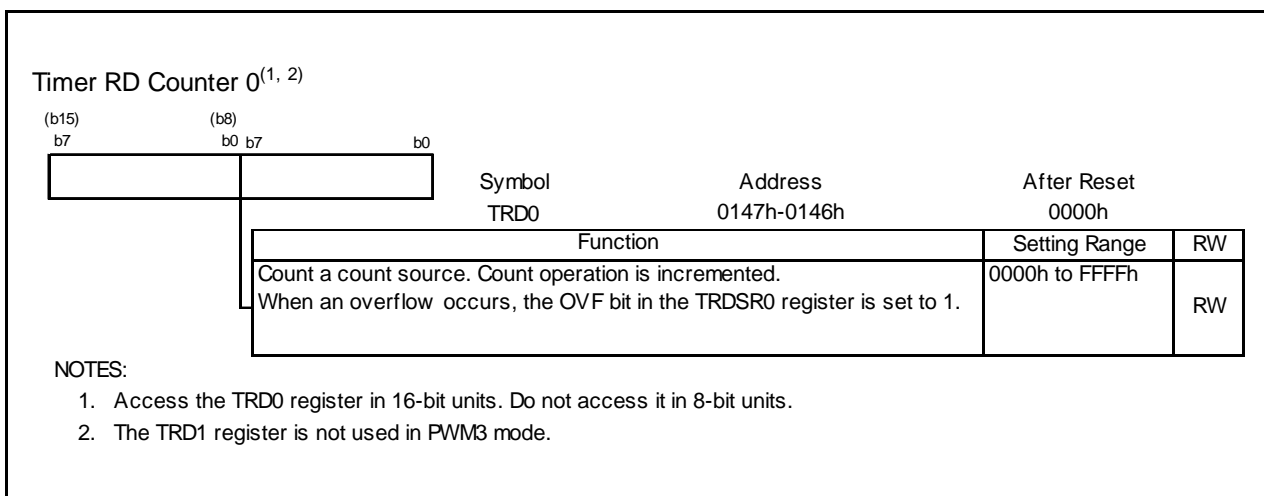 Timer RD Counter 0(1, 2)
(b15) (b8)
b7 b0 b7 b0
Symbol Address After Reset
TRD0 0147h-0146h 0000h
Function Setting Range RW
Count a count source. Count operation is incremented. 0000h to FFFFh
When an overflow occurs, the OVF bit in the TRDSR0 register is set to 1. RW
NOTES:
1. Access the TRD0 register in 16-bit units. Do not access it in 8-bit units.
2. The TRD1 register is not used in PWM3 mode.